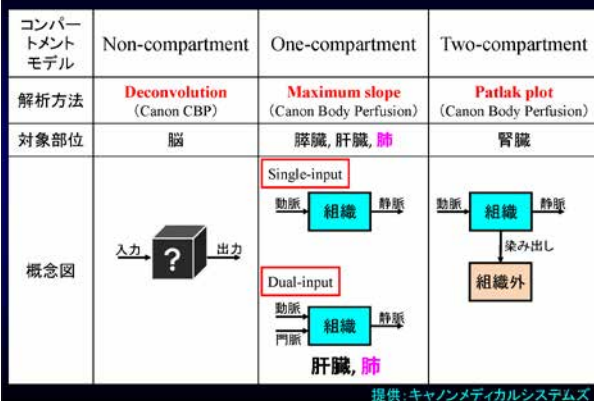 コンパー
トメント
モデル
Non-compartment
One-compartment
Two-compartment
解析方法
Deconvolution
（Canon CBP）
Maximum slope
（Canon Body Perfusion）
Patlak plot
（Canon Body Perfusion）
対象部位
脳
膵臓, 肝臓, 肺
腎臓
概念図
入力
?
出力
Single-input
動脈
組織
静脈
Dual-input
動脈
門脈
組織
静脈
肝臓, 肺
動脈
組織
静脈
染み出し
組織外
提供：キャノンメディカルシステムズ